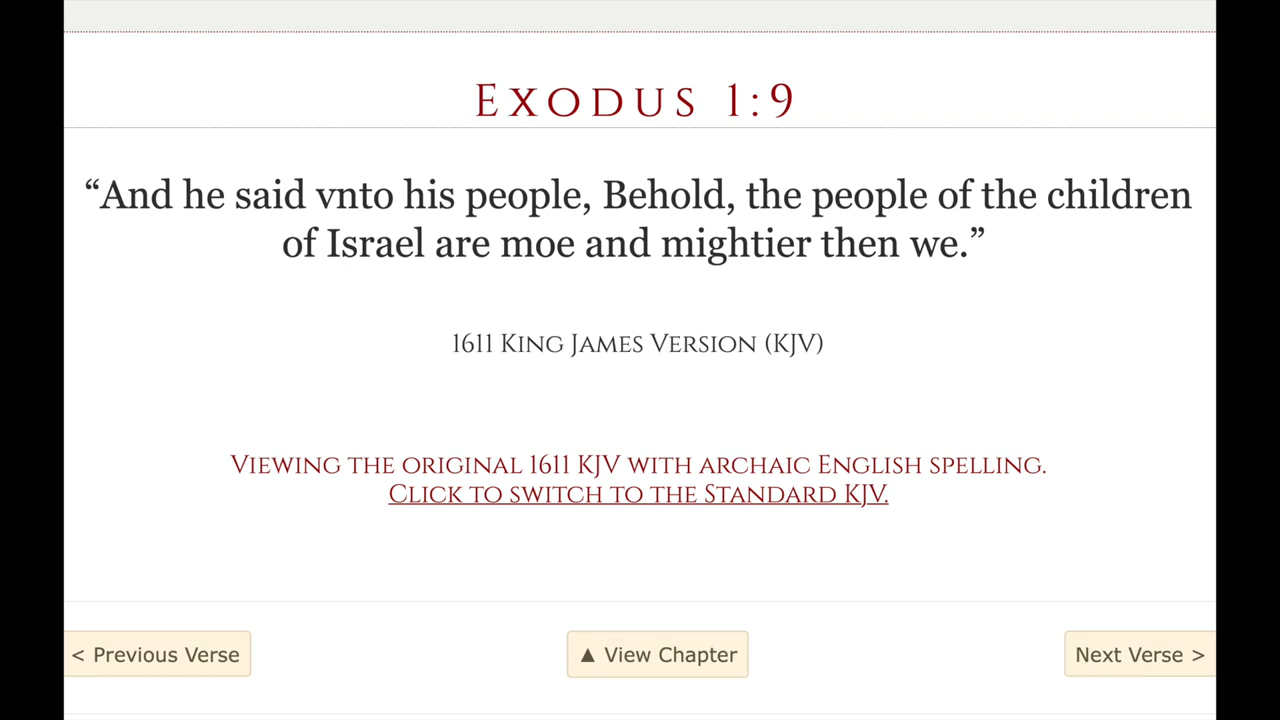 Exodus 1:9
“And he said vnto his people, Behold, the people of the children
of Israel are moe and mightier then we.”
1611 King James Version (KJV)
Viewing the original 1611 KJV with archaic English spelling.
Click to switch to the Standard KJV.
< Previous Verse
▲ View Chapter
Next Verse >